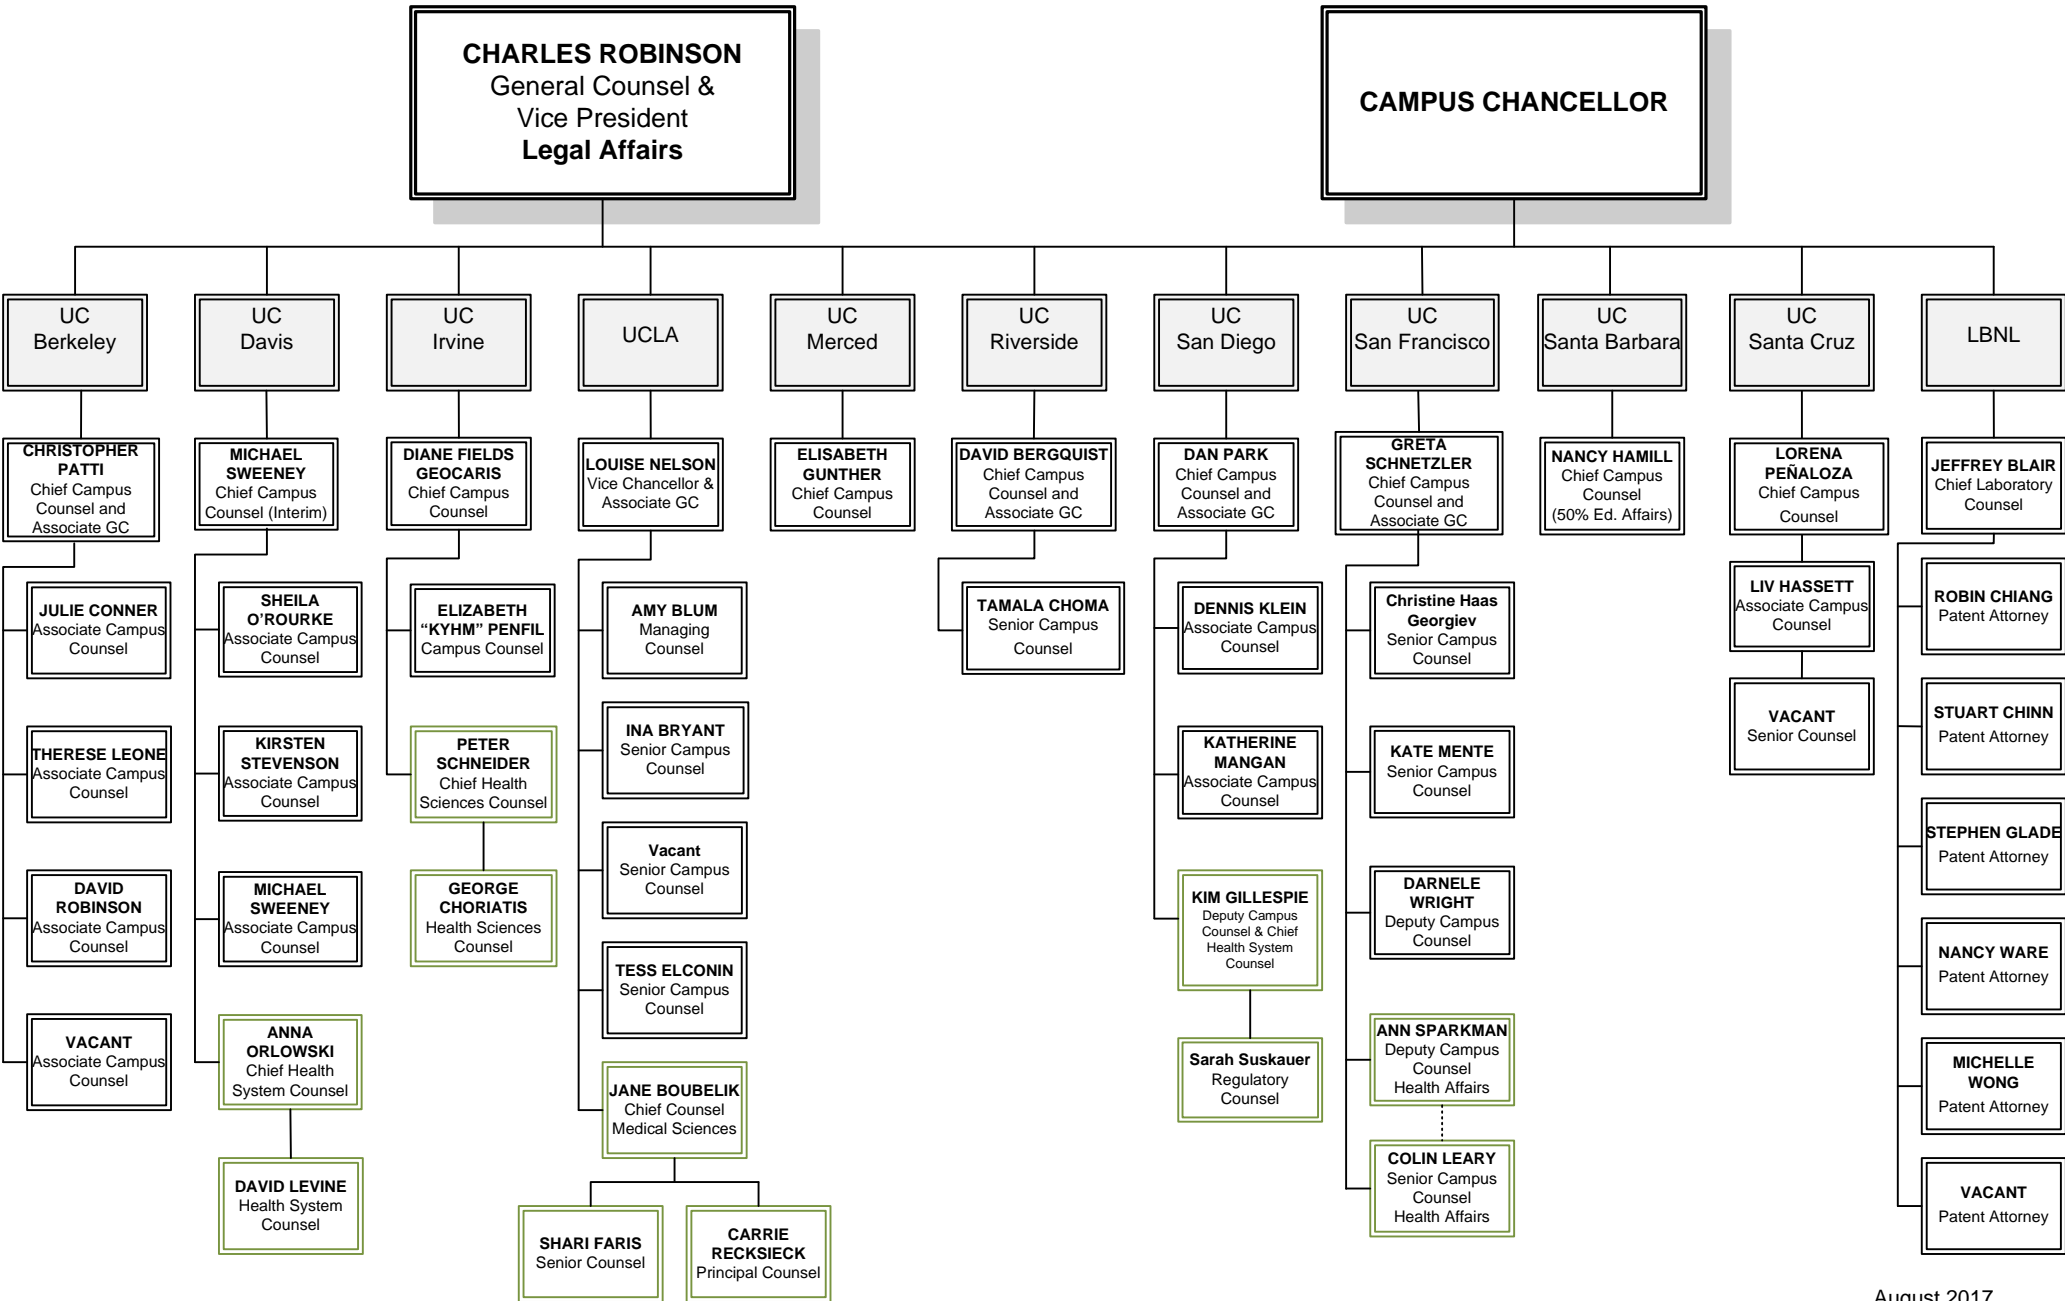 CHARLES ROBINSON
General Counsel &
Vice President
Legal Affairs
CAMPUS CHANCELLOR
UC
Berkeley
UC
Davis
UC
Irvine
UCLA
UC
Merced
UC
Riverside
UC
San Diego
UC
San Francisco
UC
Santa Barbara
UC
Santa Cruz
LBNL
CHRISTOPHER
PATTI
Chief Campus
Counsel and
Associate GC
MICHAEL
SWEENEY
Chief Campus
Counsel (Interim)
DIANE FIELDS
GEOCARIS
Chief Campus
Counsel
LOUISE NELSON
Vice Chancellor &
Associate GC
ELISABETH
GUNTHER
Chief Campus
Counsel
DAVID BERGQUIST
Chief Campus
Counsel and
Associate GC
DAN PARK
Chief Campus
Counsel and
Associate GC
GRETA
SCHNETZLER
Chief Campus
Counsel and
Associate GC
NANCY HAMILL
Chief Campus
Counsel
(50% Ed. Affairs)
LORENA
PEÑALOZA
Chief Campus
Counsel
JEFFREY BLAIR
Chief Laboratory
Counsel
JULIE CONNER
Associate Campus
Counsel
SHEILA
O'ROURKE
Associate Campus
Counsel
ELIZABETH
“KYHM” PENFIL
Campus Counsel
AMY BLUM
Managing
Counsel
TAMALA CHOMA
Senior Campus
Counsel
DENNIS KLEIN
Associate Campus
Counsel
Christine Haas
Georgiev
Senior Campus
Counsel
LIV HASSETT
Associate Campus
Counsel
ROBIN CHIANG
Patent Attorney
THERESE LEONE
Associate Campus
Counsel
KIRSTEN
STEVENSON
Associate Campus
Counsel
PETER
SCHNEIDER
Chief Health
Sciences Counsel
INA BRYANT
Senior Campus
Counsel
KATHERINE
MANGAN
Associate Campus
Counsel
KATE MENTE
Senior Campus
Counsel
VACANT
Senior Counsel
STUART CHINN
Patent Attorney
DAVID
ROBINSON
Associate Campus
Counsel
MICHAEL
SWEENEY
Associate Campus
Counsel
GEORGE
CHORIATIS
Health Sciences
Counsel
Vacant
Senior Campus
Counsel
KIM GILLESPIE
Deputy Campus
Counsel & Chief
Health System
Counsel
DARNELE
WRIGHT
Deputy Campus
Counsel
STEPHEN GLADE
Patent Attorney
TESS ELCONIN
Senior Campus
Counsel
NANCY WARE
Patent Attorney
VACANT
Associate Campus
Counsel
ANNA
ORLOWSKI
Chief Health
System Counsel
JANE BOUBELIK
Chief Counsel
Medical Sciences
Sarah Suskauer
Regulatory
Counsel
ANN SPARKMAN
Deputy Campus
Counsel
Health Affairs
MICHELLE
WONG
Patent Attorney
DAVID LEVINE
Health System
Counsel
SHARI FARIS
Senior Counsel
CARRIE
RECKSIECK
Principal Counsel
COLIN LEARY
Senior Campus
Counsel
Health Affairs
VACANT
Patent Attorney
August 2017